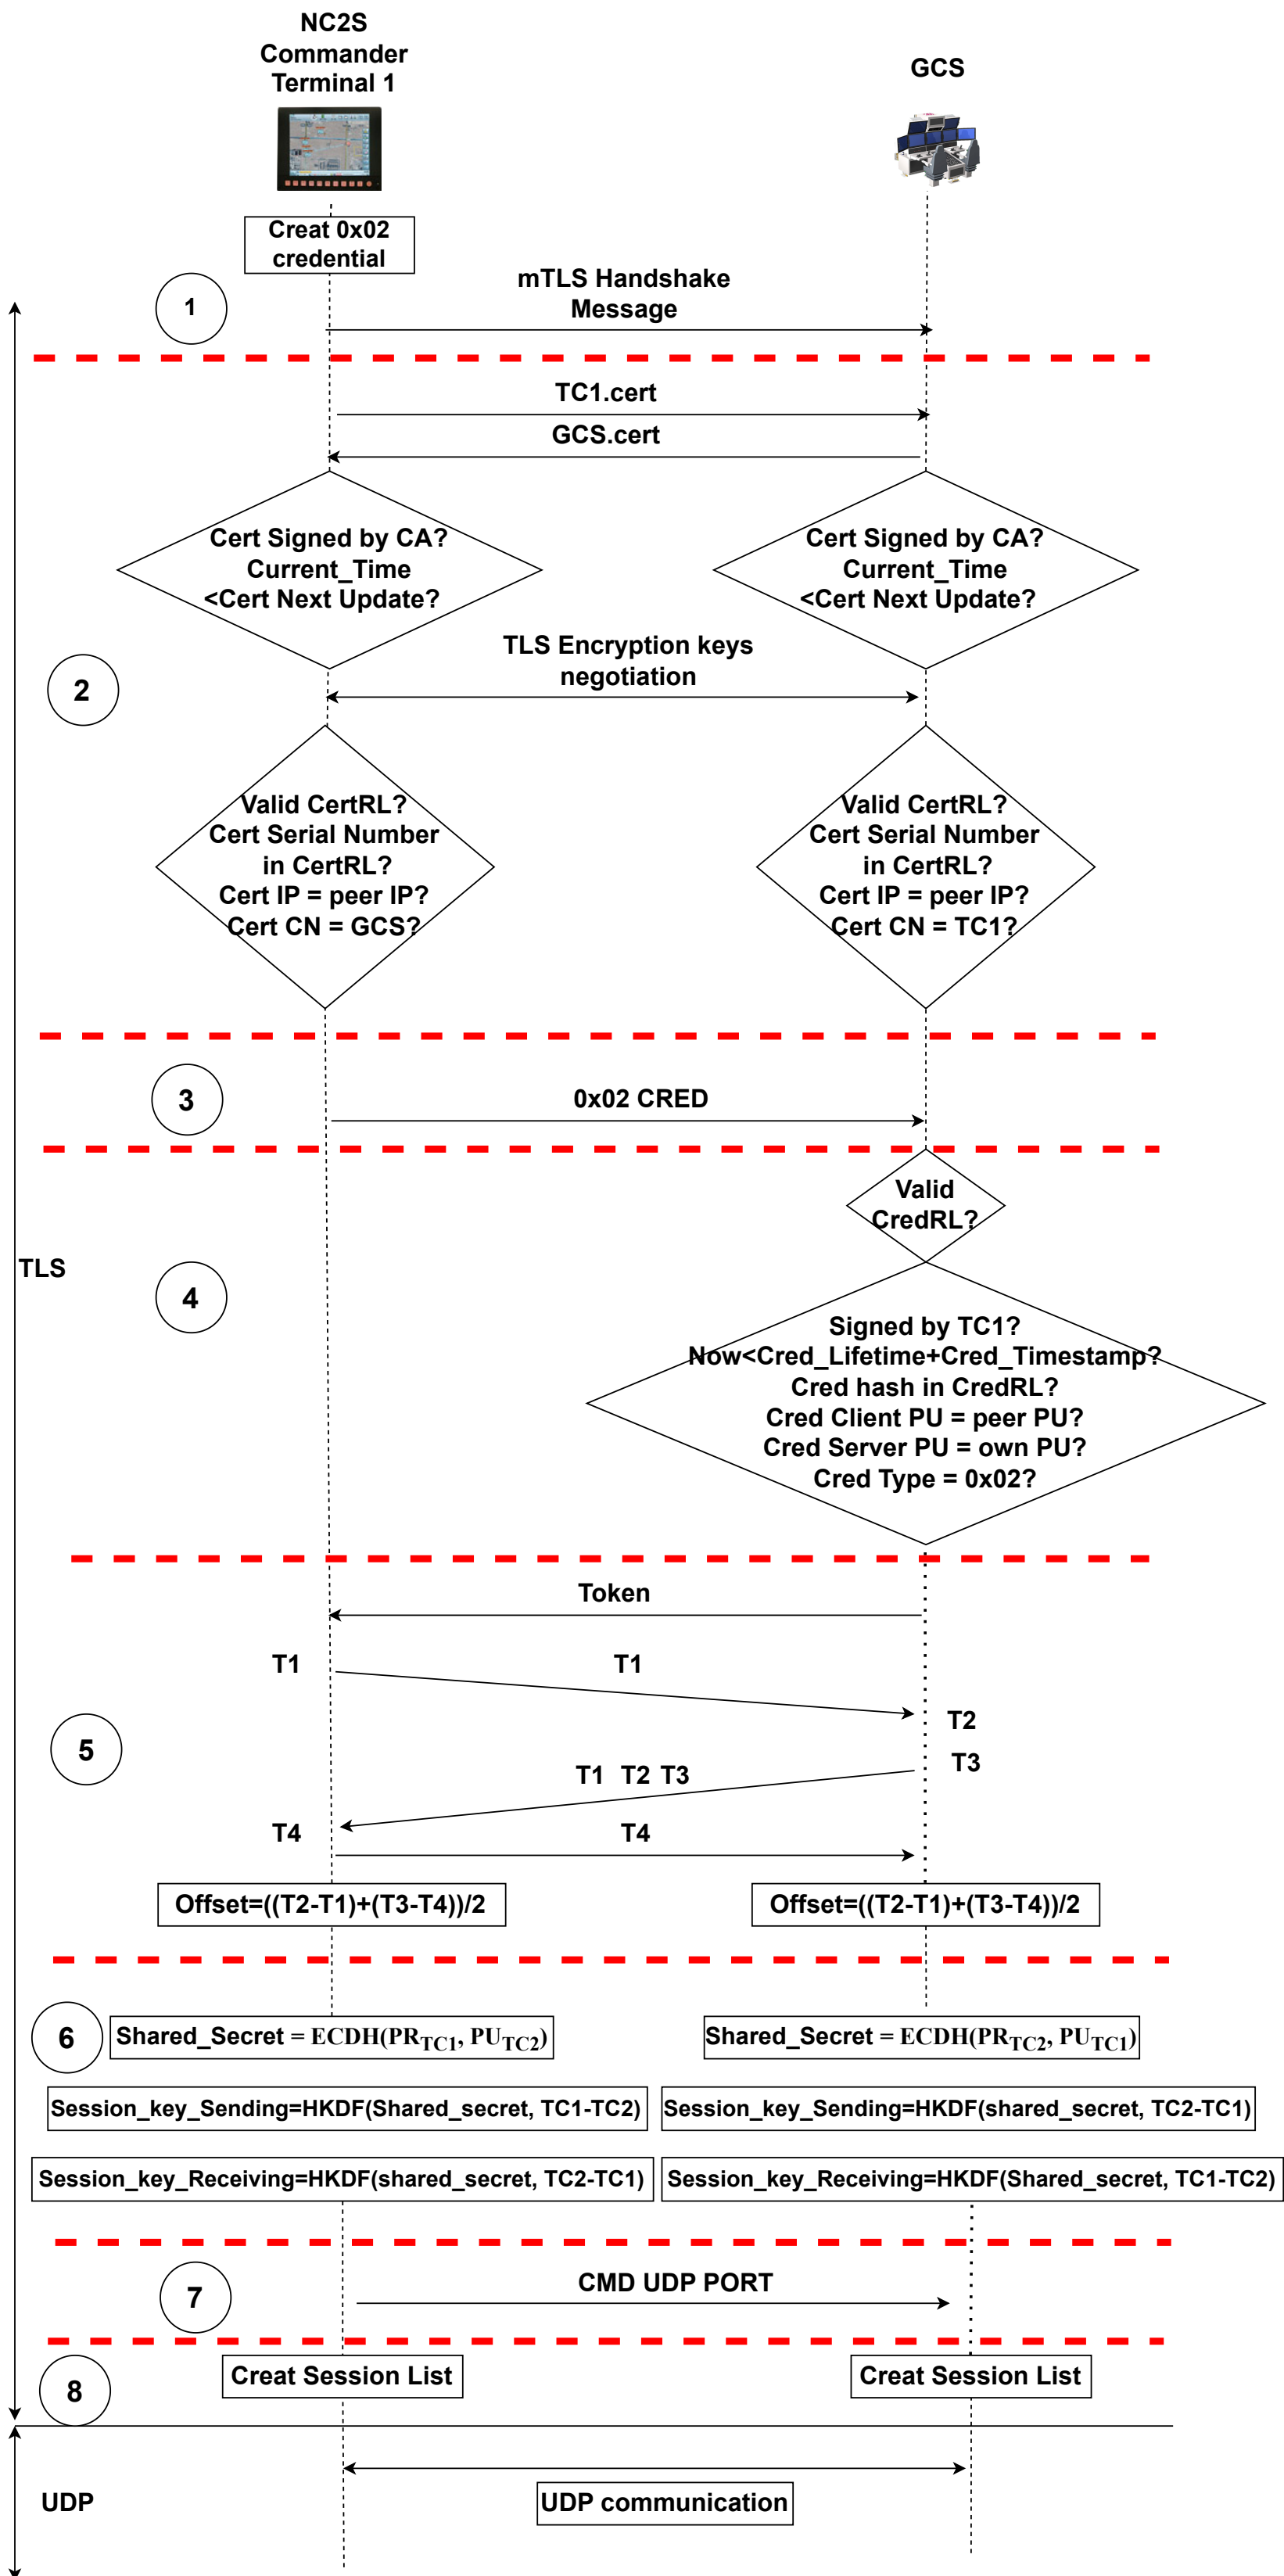 NC2S
Commander
Terminal 1
GCS
Creat 0x02
credential
1
mTLS Handshake
Message
TC1.cert
GCS.cert
Cert Signed by CA?
Current_Time
<Cert Next Update?
Cert Signed by CA?
Current_Time
<Cert Next Update?
2
TLS Encryption keys
negotiation
Valid CertRL?
Cert Serial Number
in CertRL?
Cert IP = peer IP?
Cert CN = GCS?
Valid CertRL?
Cert Serial Number
in CertRL?
Cert IP = peer IP?
Cert CN = TC1?
3
0x02 CRED
Valid
CredRL?
TLS
4
Signed by TC1?
Now<Cred_Lifetime+Cred_Timestamp?
Cred hash in CredRL?
Cred Client PU = peer PU?
Cred Server PU = own PU?
Cred Type = 0x02?
Token
T1
T1
T2
5
T3
T1 T2 T3
T4
T4
Offset=((T2-T1)+(T3-T4))/2
Offset=((T2-T1)+(T3-T4))/2
6
Shared_Secret = ECDH(PRTC1, PUTC2)
Shared_Secret = ECDH(PRTC2, PUTC1)
Session_key_Sending=HKDF(Shared_secret, TC1-TC2)
Session_key_Sending=HKDF(shared_secret, TC2-TC1)
Session_key_Receiving=HKDF(shared_secret, TC2-TC1)
Session_key_Receiving=HKDF(Shared_secret, TC1-TC2)
7
CMD UDP PORT
8
Creat Session List
Creat Session List
UDP
UDP communication